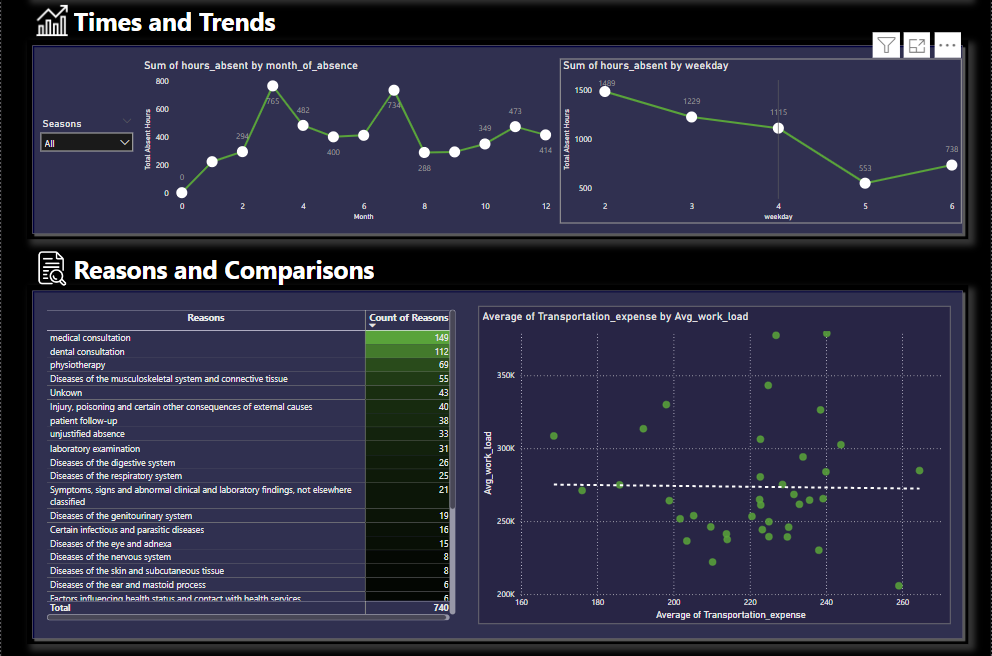 Times and Trends
Seasons
All
Sum of hours_absent by month_of_absence
Total Absent Hours
800
600
400
200
0
0
294
765
482
400
734
288
349
473
414
0
2
4
6
8
10
12
Month
Sum of hours_absent by weekday
Total Absent Hours
1500
1000
500
1489
1229
1115
553
738
2
3
4
5
6
weekday
Reasons and Comparisons
Reasons Count of Reasons
medical consultation 149
dental consultation 112
physiotherapy 69
Diseases of the musculoskeletal system and connective tissue 55
Unkown 43
Injury, poisoning and certain other consequences of external causes 40
patient follow-up 38
unjustified absence 33
laboratory examination 31
Diseases of the digestive system 26
Diseases of the respiratory system 25
Symptoms, signs and abnormal clinical and laboratory findings, not elsewhere 21
classified
Diseases of the genitourinary system 19
Certain infectious and parasitic diseases 16
Diseases of the eye and adnexa 15
Diseases of the nervous system 8
Diseases of the skin and subcutaneous tissue 8
Diseases of the ear and mastoid process 6
Factors influencing health status and contact with health services 6
Total 740
Average of Transportation_expense by Avg_work_load
Avg_work_load
350K
300K
250K
200K
160
180
200
220
240
260
Average of Transportation_expense